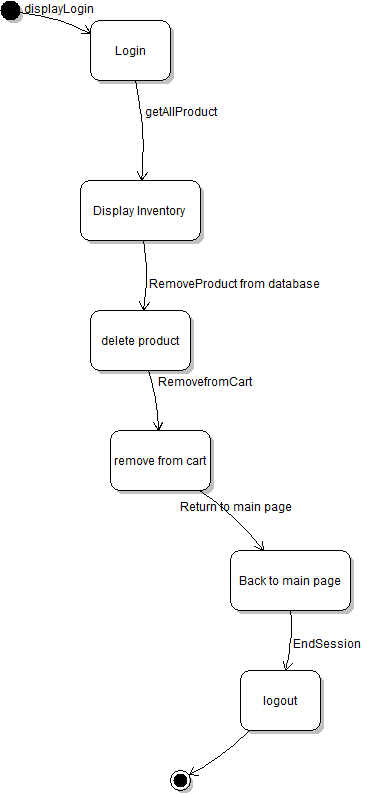 displayLogin
Login
getAllProduct
Display Inventory
RemoveProduct from database
delete product
RemovefromCart
remove from cart
Return to main page
Back to main page
EndSession
logout